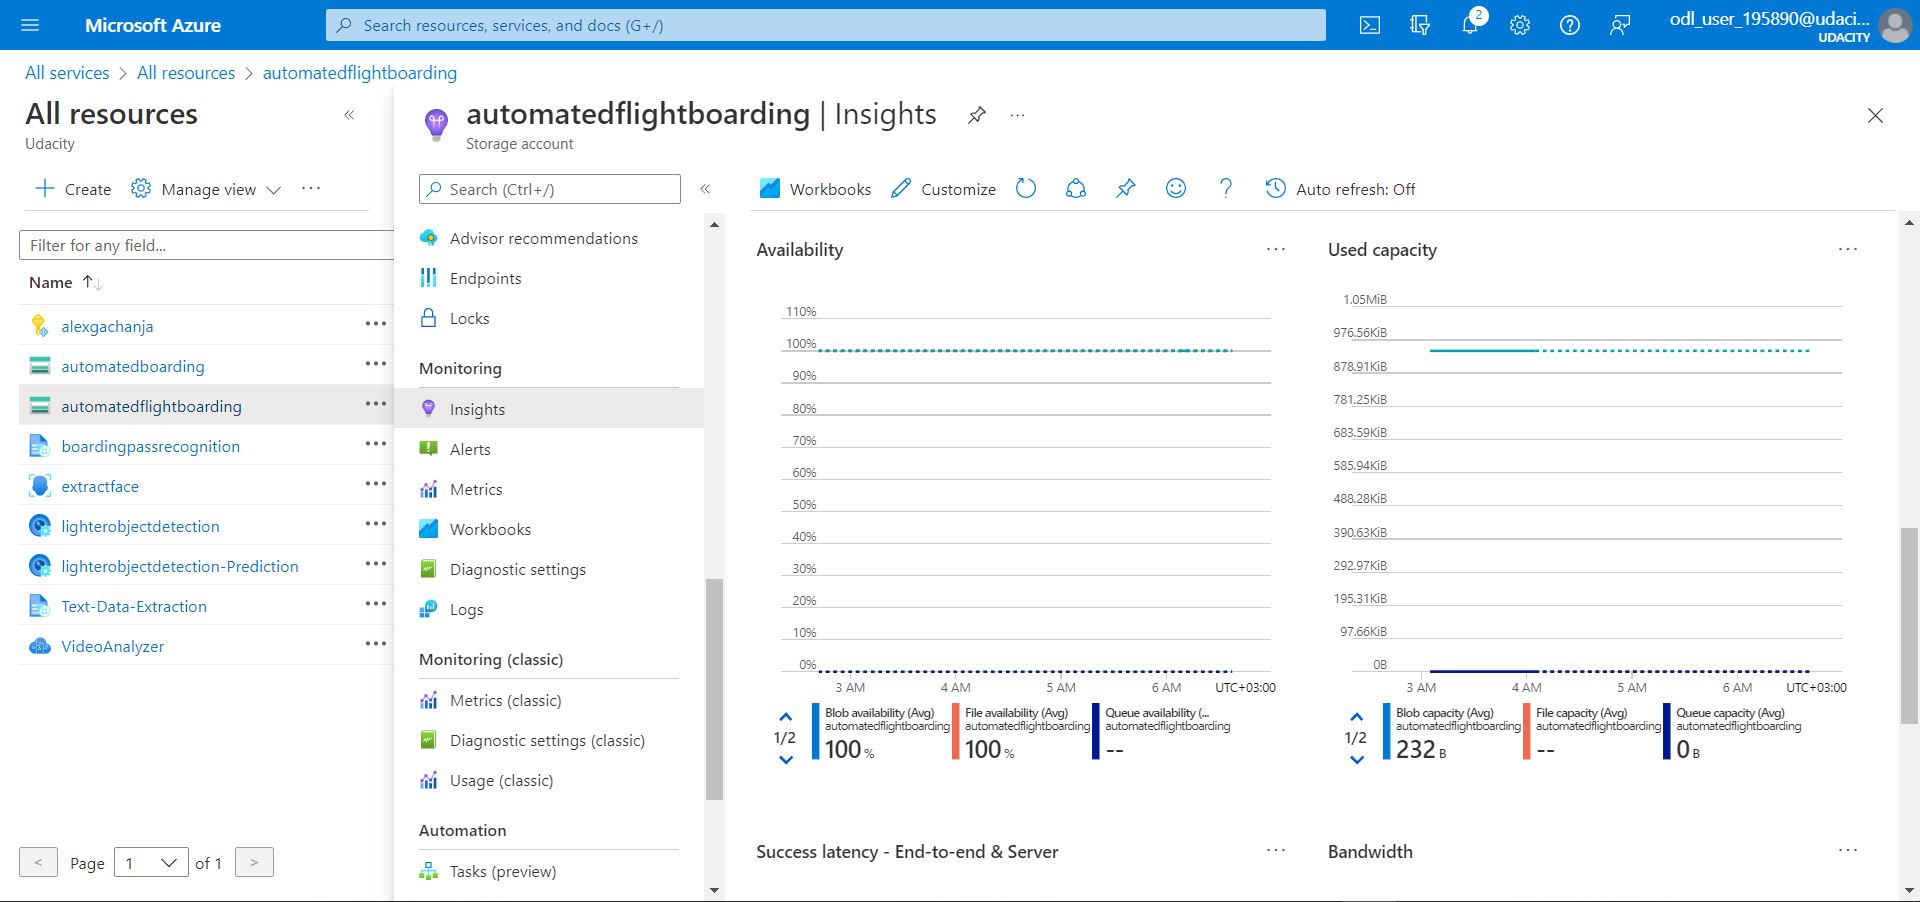 Microsoft Azure
Search resources, services, and docs (G+/)
2
odl_user_195890@udaci...
UDACITY
All services > All resources > automatedflightboarding
All resources
Udacity
Create
Manage view
Filter for any field...
Name
alexgachanja
automatedboarding
automatedflightboarding
boardingpassrecognition
extractface
lighterobjectdetection
lighterobjectdetection-Prediction
Text-Data-Extraction
VideoAnalyzer
< Page 1 of 1 >
automatedflightboarding | Insights
Storage account
Search (Ctrl+/)
Advisor recommendations
Endpoints
Locks
Monitoring
Insights
Alerts
Metrics
Workbooks
Diagnostic settings
Logs
Monitoring (classic)
Metrics (classic)
Diagnostic settings (classic)
Usage (classic)
Automation
Tasks (preview)
Workbooks
Customize
Auto refresh: Off
Availability
110%
100%
90%
80%
70%
60%
50%
40%
30%
20%
10%
0%
3 AM 4 AM 5 AM 6 AM UTC+03:00
1/2
Blob availability (Avg)
automatedflightboarding
100 %
File availability (Avg)
automatedflightboarding
100 %
Queue availability (...
automatedflightboarding
--
Used capacity
1.05MiB
976.56KiB
878.91KiB
781.25KiB
683.59KiB
585.94KiB
488.28KiB
390.63KiB
292.97KiB
195.31KiB
97.66KiB
0B
3 AM 4 AM 5 AM 6 AM UTC+03:00
1/2
Blob capacity (Avg)
automatedflightboarding
232 B
File capacity (Avg)
automatedflightboarding
--
Queue capacity (Avg)
automatedflightboarding
0 B
Success latency - End-to-end & Server
Bandwidth